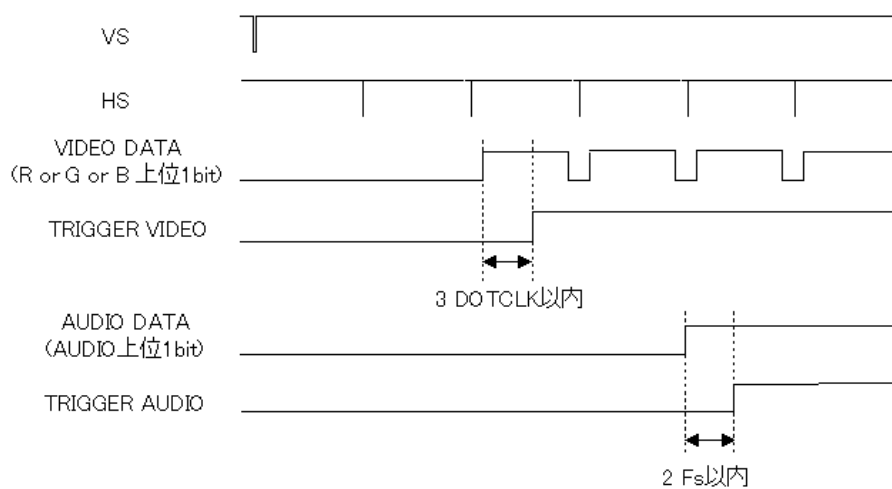 VS
HS
VIDEO DATA
(R or G or B 上位1bit)
TRIGGER VIDEO
3 DOTCLK以内
AUDIO DATA
(AUDIO上位1bit)
TRIGGER AUDIO
2 Fs以内